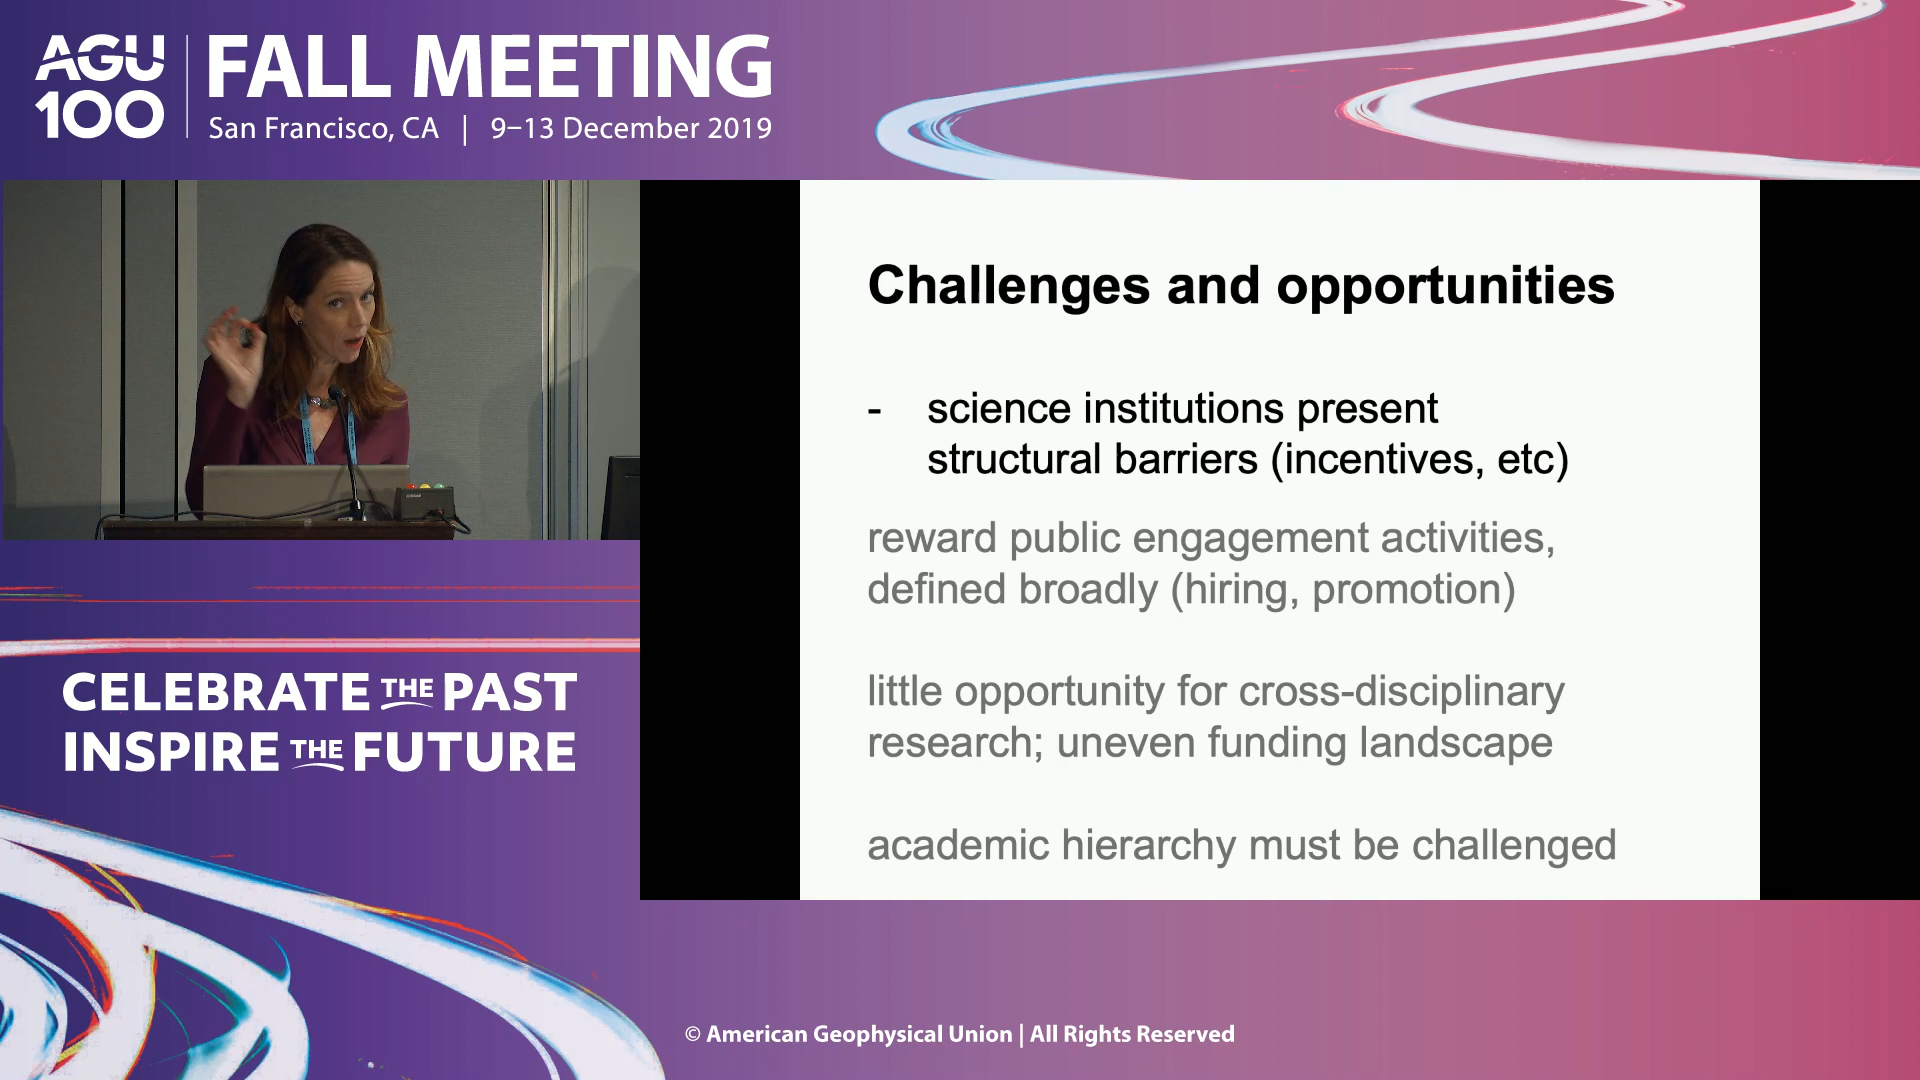 AGU
100
FALL MEETING
San Francisco, CA | 9–13 December 2019
Challenges and opportunities
- science institutions present
structural barriers (incentives, etc)
reward public engagement activities,
defined broadly (hiring, promotion)
little opportunity for cross-disciplinary
research; uneven funding landscape
academic hierarchy must be challenged
CELEBRATE THE PAST
INSPIRE THE FUTURE
© American Geophysical Union | All Rights Reserved